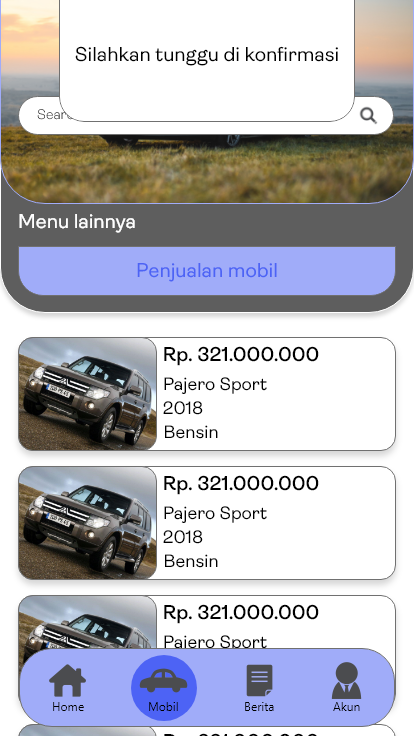 Silahkan tunggu di konfirmasi
Sear
Menu lainnya
Penjualan mobil
Rp. 321.000.000
Pajero Sport
2018
Bensin
Rp. 321.000.000
Pajero Sport
2018
Bensin
Rp. 321.000.000
Pajero Sport
Home
Mobil
Berita
Akun